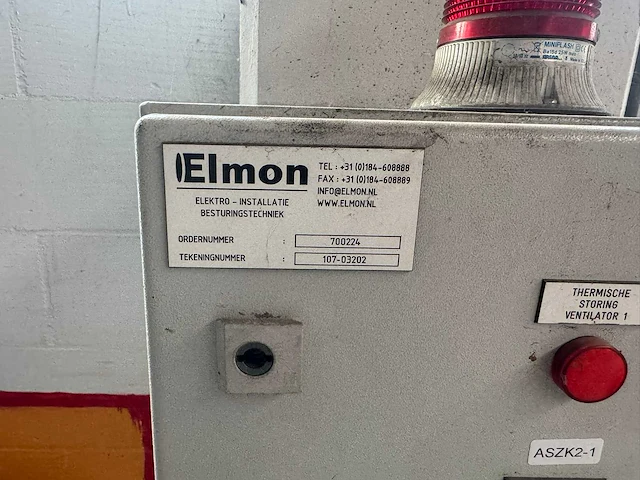 MINIFLASH
Elmon
TEL : +31 (0)184-608888
FAX : +31 (0)184-608889
INFO@ELMON.NL
WWW.ELMON.NL
ELEKTRO - INSTALLATIE
BESTURINGSTECHNIEK
ORDERNUMMER : 700224
TEKENINGNUMMER : 107-03202
THERMISCHE
STORING
VENTILATOR 1
ASZK2-1